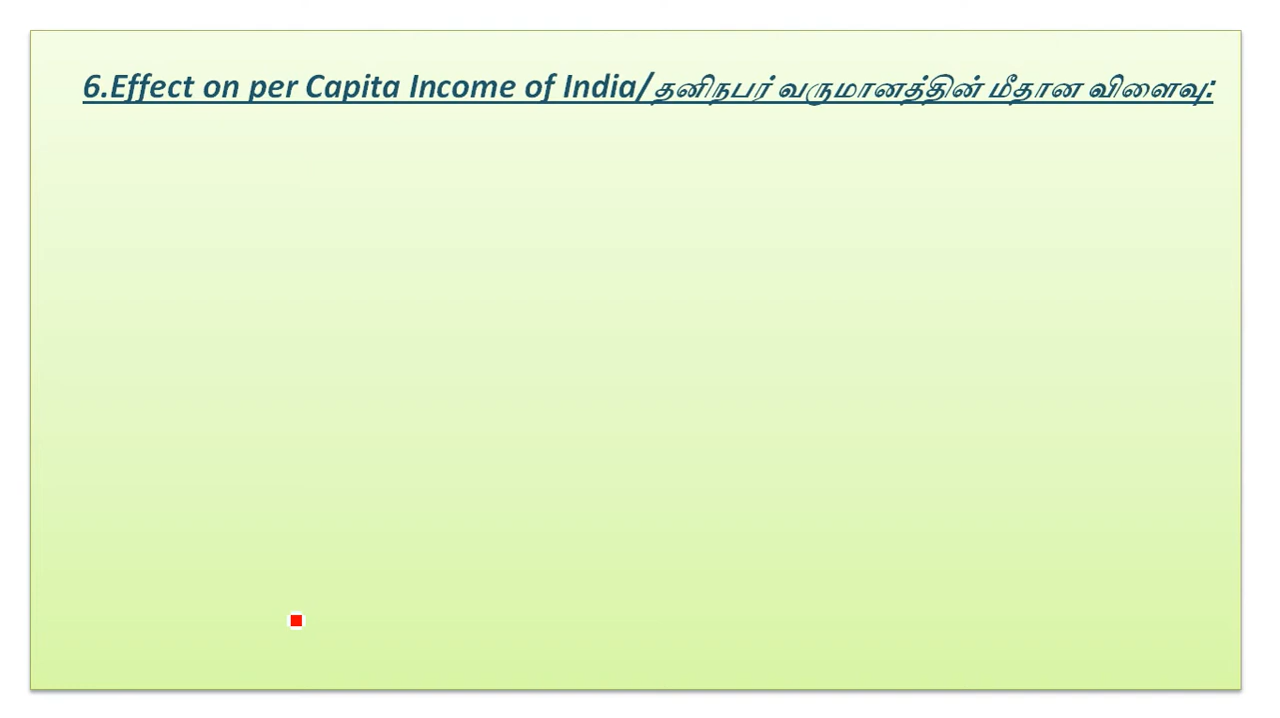 6.Effect on per Capita Income of India/தனிநபர் வருமானத்தின் மீதான விளைவு: